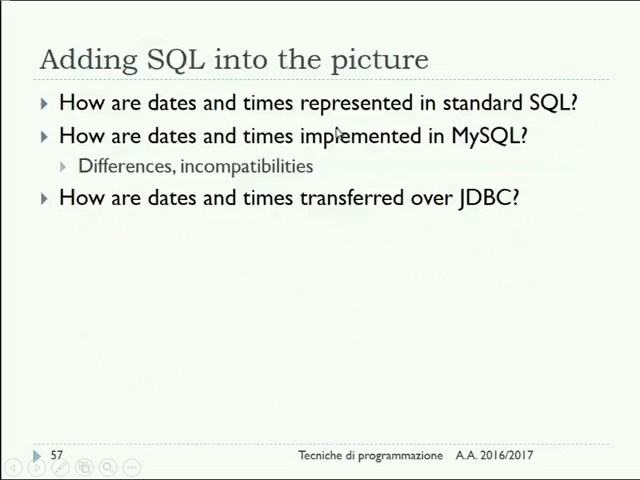 Adding SQL into the picture
How are dates and times represented in standard SQL?
How are dates and times implemented in MySQL?
Differences, incompatibilities
How are dates and times transferred over JDBC?
57 Tecniche di programmazione A.A. 2016/2017